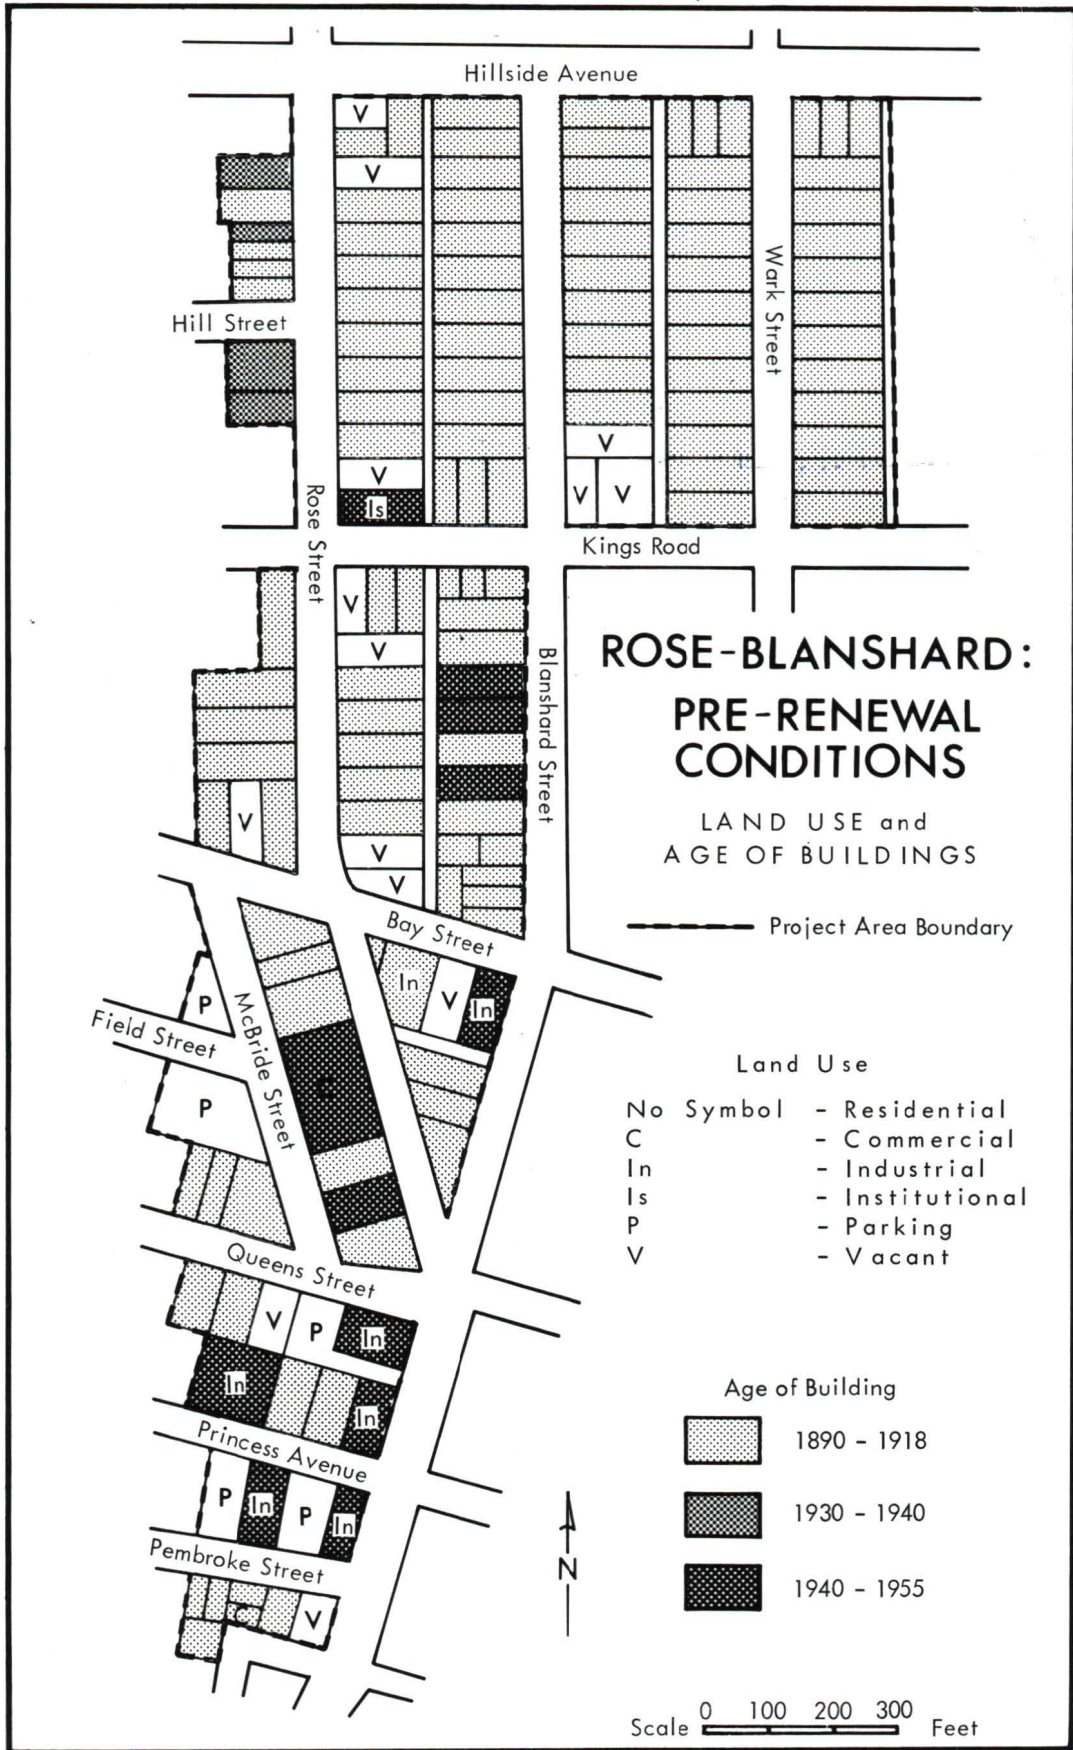 Hillside Avenue
V
V
Hill Street
Wark Street
V
V
V
V
Is
Rose Street
Kings Road
V
V
Blanshard Street
ROSE-BLANSHARD:
PRE-RENEWAL
CONDITIONS
LAND USE and
AGE OF BUILDINGS
V
V
V
Bay Street
Project Area Boundary
In
V
In
P
McBride Street
Field Street
P
C
Land Use
No Symbol - Residential
C - Commercial
In - Industrial
Is - Institutional
P - Parking
V - Vacant
Queens Street
V
P
In
In
In
Princess Avenue
P
In
P
In
Pembroke Street
C
V
Age of Building
1890 - 1918
1930 - 1940
1940 - 1955
N
Scale 0 100 200 300 Feet